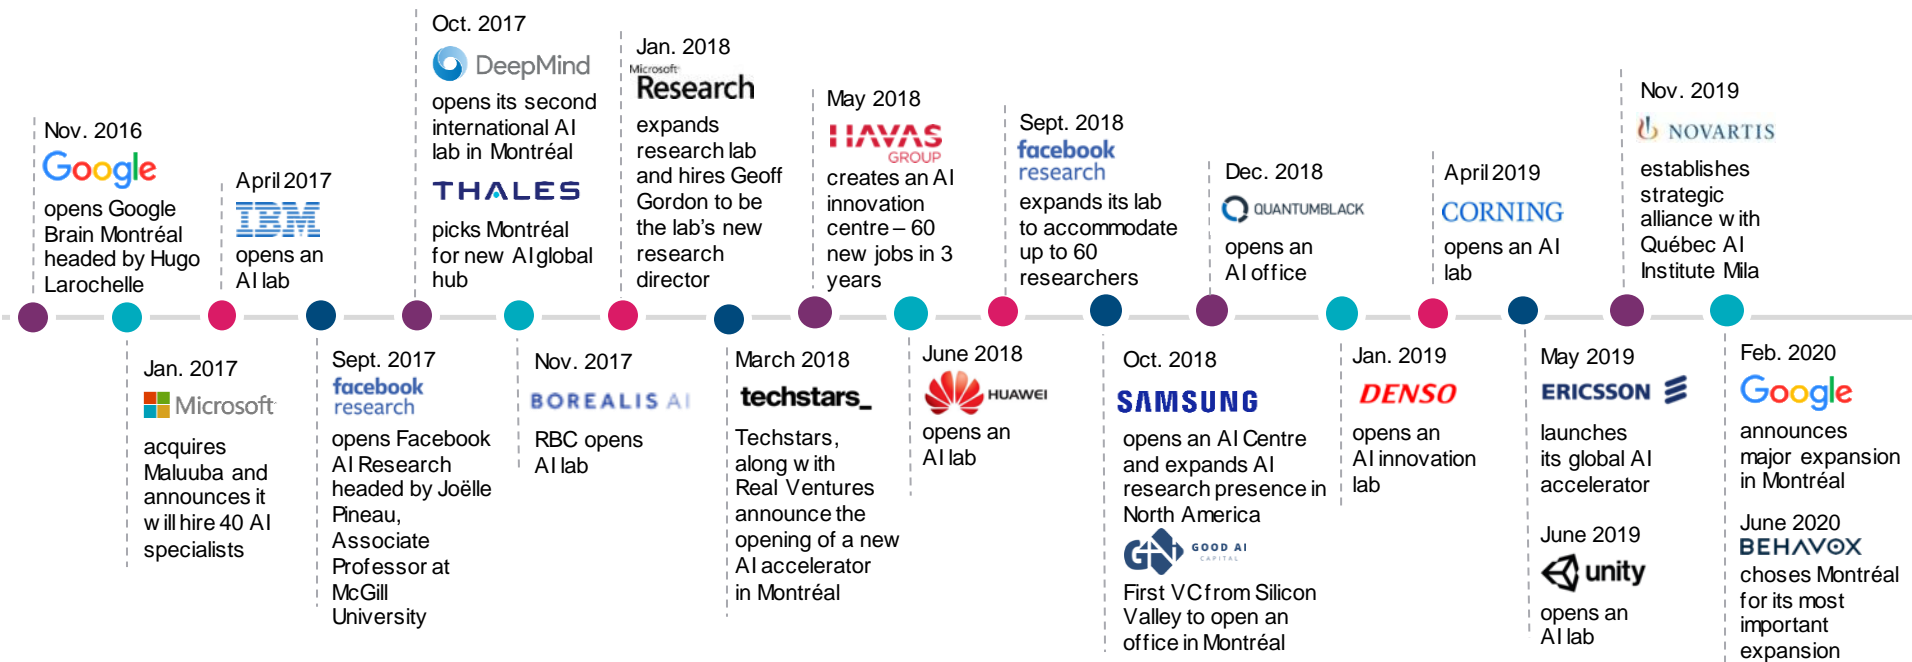 Nov. 2016
Google
opens Google
Brain Montréal
headed by Hugo
Larochelle
Jan. 2017
Microsoft
acquires
Maluuba and
announces it
will hire 40 AI
specialists
April 2017
IBM
opens an
AI lab
Sept. 2017
facebook
research
opens Facebook
AI Research
headed by Joëlle
Pineau,
Associate
Professor at
McGill
University
Oct. 2017
DeepMind
opens its second
international AI
lab in Montréal
THALES
picks Montréal
for new AI global
hub
Nov. 2017
BOREALIS AI
RBC opens
AI lab
Jan. 2018
Microsoft
Research
expands
research lab
and hires Geoff
Gordon to be
the lab's new
research
director
March 2018
techstars_
Techstars,
along with
Real Ventures
announce the
opening of a new
AI accelerator
in Montréal
May 2018
HAVAS
GROUP
creates an AI
innovation
centre – 60
new jobs in 3
years
June 2018
HUAWEI
opens an
AI lab
Sept. 2018
facebook
research
expands its lab
to accommodate
up to 60
researchers
Oct. 2018
SAMSUNG
opens an AI Centre
and expands AI
research presence in
North America
GAI GOOD AI
CAPITAL
First VC from Silicon
Valley to open an
office in Montréal
Dec. 2018
QUANTUMBLACK
opens an
AI office
Jan. 2019
DENSO
opens an
AI innovation
lab
April 2019
CORNING
opens an AI
lab
May 2019
ERICSSON
launches
its global AI
accelerator
June 2019
unity
opens an
AI lab
Nov. 2019
NOVARTIS
establishes
strategic
alliance with
Québec AI
Institute Mila
Feb. 2020
Google
announces
major expansion
in Montréal
June 2020
BEHAVOX
choses Montréal
for its most
important
expansion